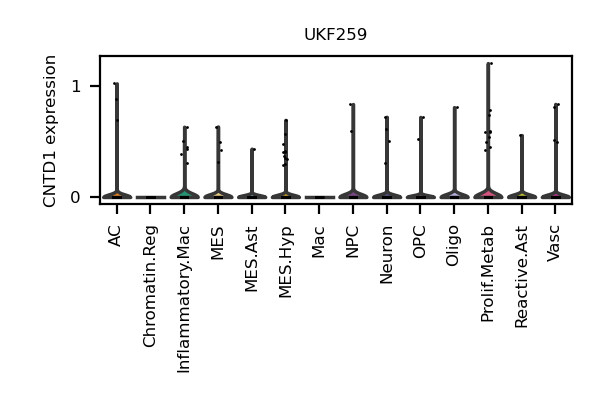 UKF259
CNTD1 expression
1
0
AC
Chromatin.Reg
Inflammatory.Mac
MES
MES.Ast
MES.Hyp
Mac
NPC
Neuron
OPC
Oligo
Prolif.Metab
Reactive.Ast
Vasc